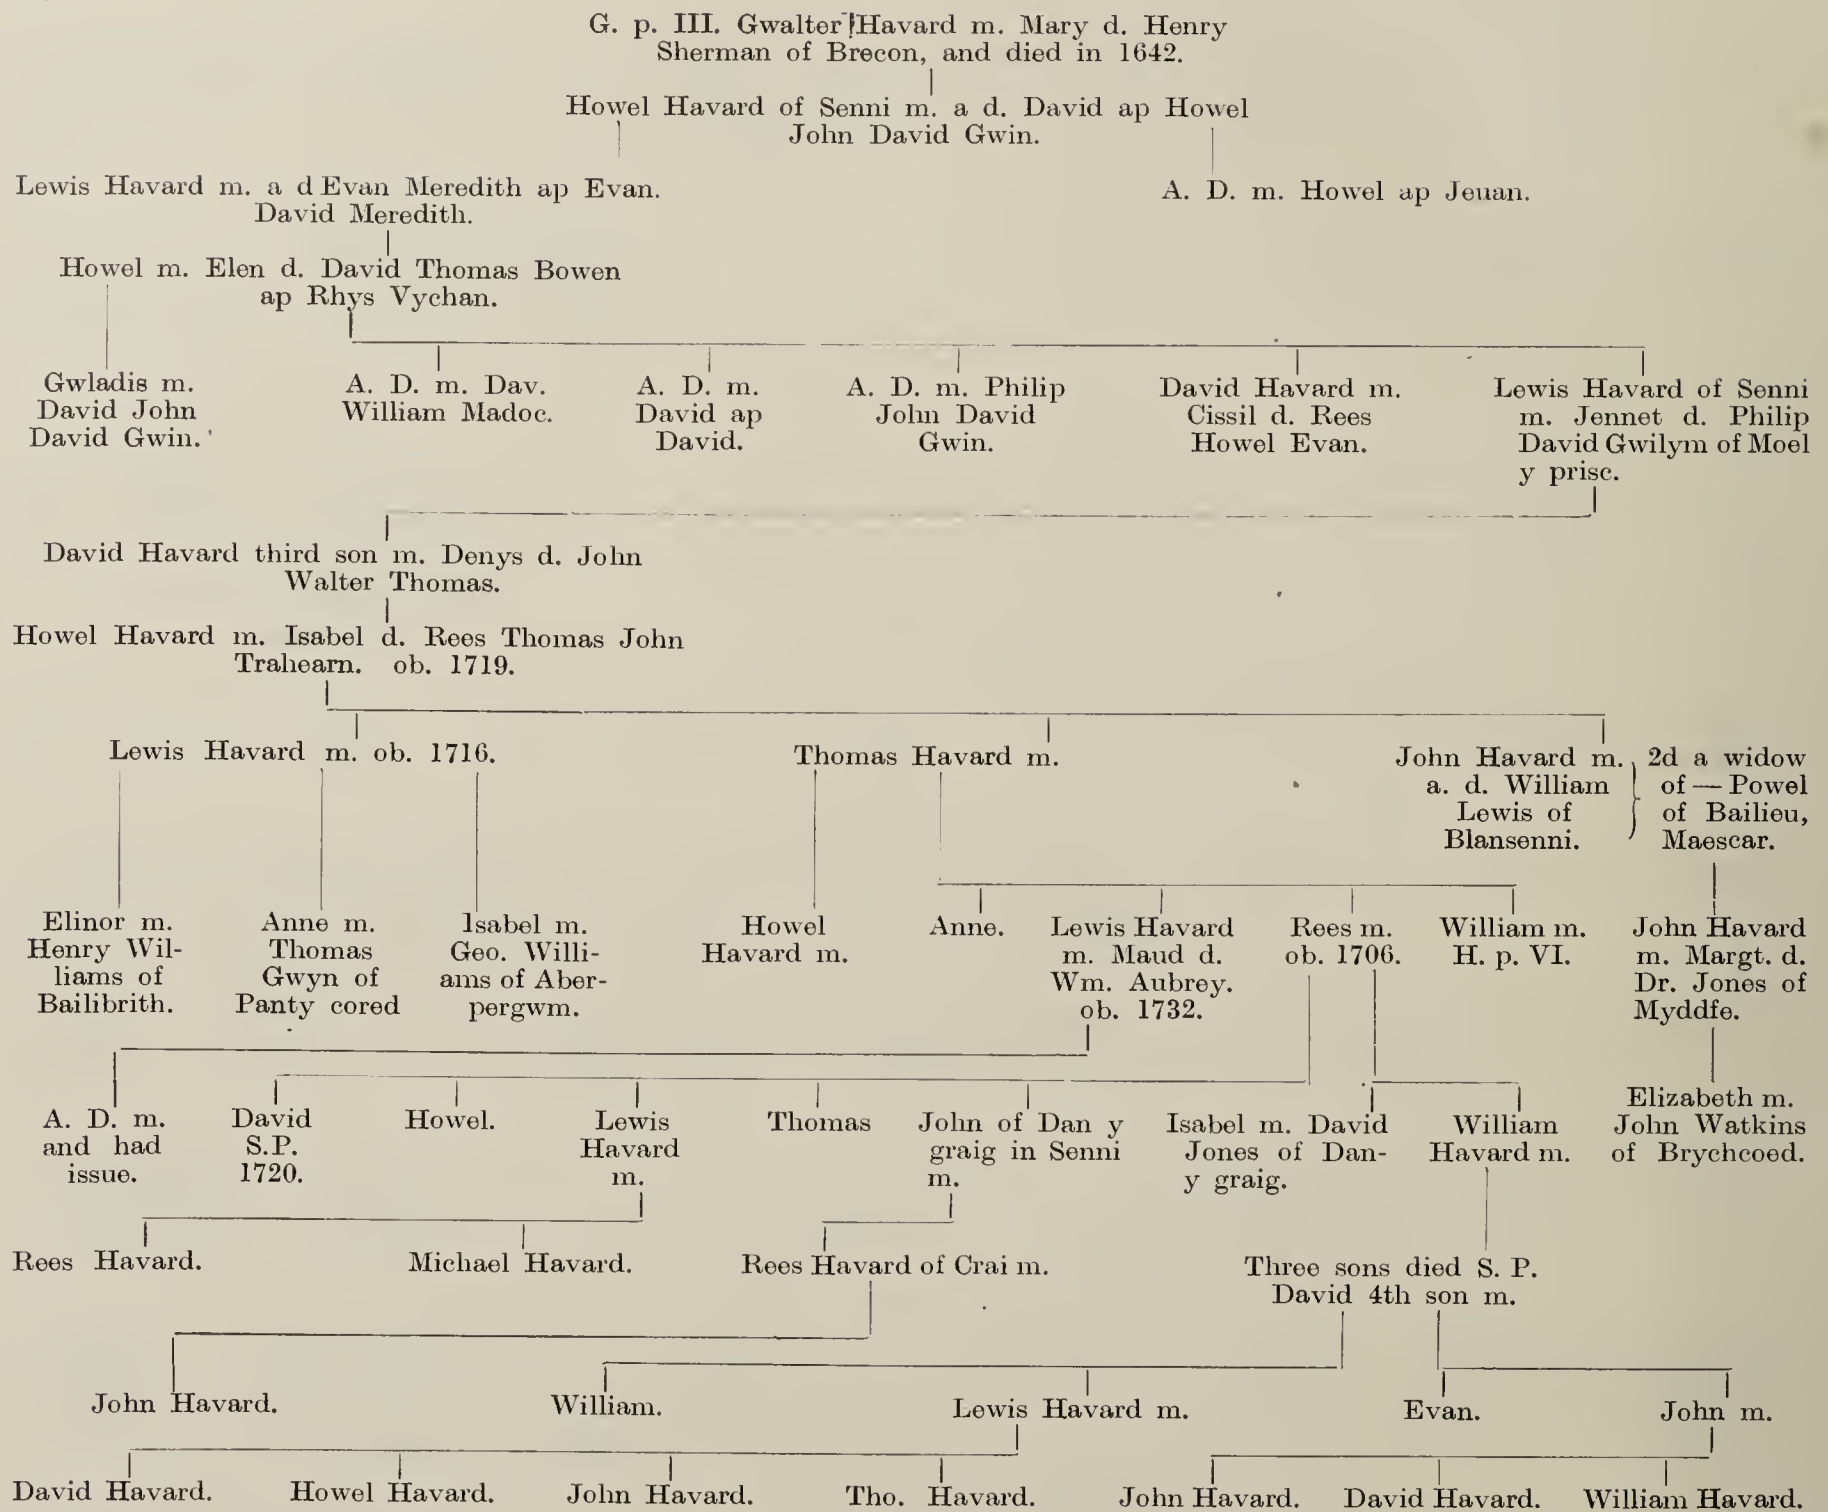 G. p. III. Gwalter Havard m. Mary d. Henry
Sherman of Brecon, and died in 1642.
Howel Havard of Senni m. a d. David ap Howel
John David Gwin.
Lewis Havard m. a d Evan Meredith ap Evan.
David Meredith.
A. D. m. Howel ap Jeuan.
Howel m. Elen d. David Thomas Bowen
ap Rhys Vychan.
Gwladis m.
David John
David Gwin.
A. D. m. Dav.
William Madoc.
A. D. m.
David ap
David.
A. D. m. Philip
John David
Gwin.
David Havard m.
Cissil d. Rees
Howel Evan.
Lewis Havard of Senni
m. Jennet d. Philip
David Gwilym of Moel
y prisc.
David Havard third son m. Denys d. John
Walter Thomas.
Howel Havard m. Isabel d. Rees Thomas John
Trahearn. ob. 1719.
Lewis Havard m. ob. 1716.
Thomas Havard m.
John Havard m.
a. d. William
Lewis of
Blansenni.
2d a widow
of — Powel
of Bailieu,
Maescar.
Elinor m.
Henry Wil-
liams of
Bailibrith.
Anne m.
Thomas
Gwyn of
Panty cored
Isabel m.
Geo. Willi-
ams of Aber-
pergwm.
Howel
Havard m.
Anne.
Lewis Havard
m. Maud d.
Wm. Aubrey.
ob. 1732.
Rees m.
ob. 1706.
William m.
H. p. VI.
John Havard
m. Margt. d.
Dr. Jones of
Myddfe.
A. D. m.
and had
issue.
David
S.P.
1720.
Howel.
Lewis
Havard
m.
Thomas
John of Dan y
graig in Senni
m.
Isabel m. David
Jones of Dan-
y graig.
William
Havard m.
Elizabeth m.
John Watkins
of Brychcoed.
Rees Havard.
Michael Havard.
Rees Havard of Crai m.
Three sons died S. P.
David 4th son m.
John Havard.
William.
Lewis Havard m.
Evan.
John m.
David Havard.
Howel Havard.
John Havard.
Tho. Havard.
John Havard.
David Havard.
William Havard.